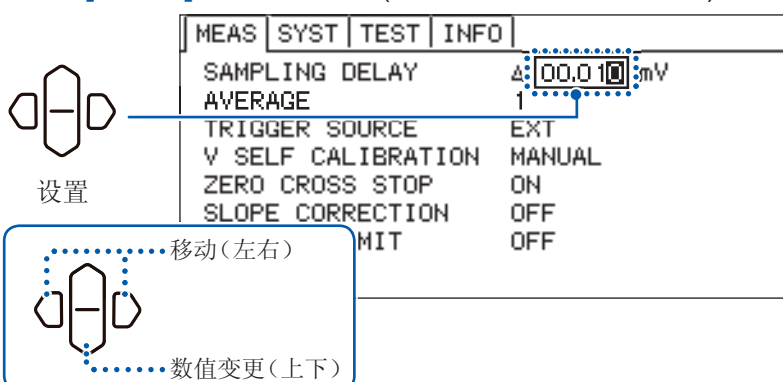 MEAS SYST TEST INFO
SAMPLING DELAY Δ 00.010 mV
AVERAGE 1
TRIGGER SOURCE EXT
V SELF CALIBRATION MANUAL
ZERO CROSS STOP ON
SLOPE CORRECTION OFF
MIT OFF
设置
移动(左右)
数值变更(上下)